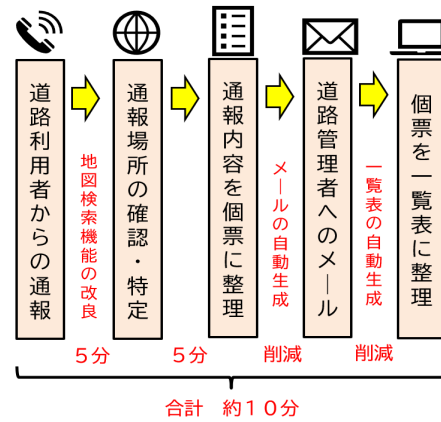 道路利用者からの通報
地図検索機能の改良
通報場所の確認・特定
通報内容を個票に整理
メールの自動生成
道路管理者へのメール
一覧表の自動生成
個票を一覧表に整理
5分
5分
削減
削減
合計 約10分